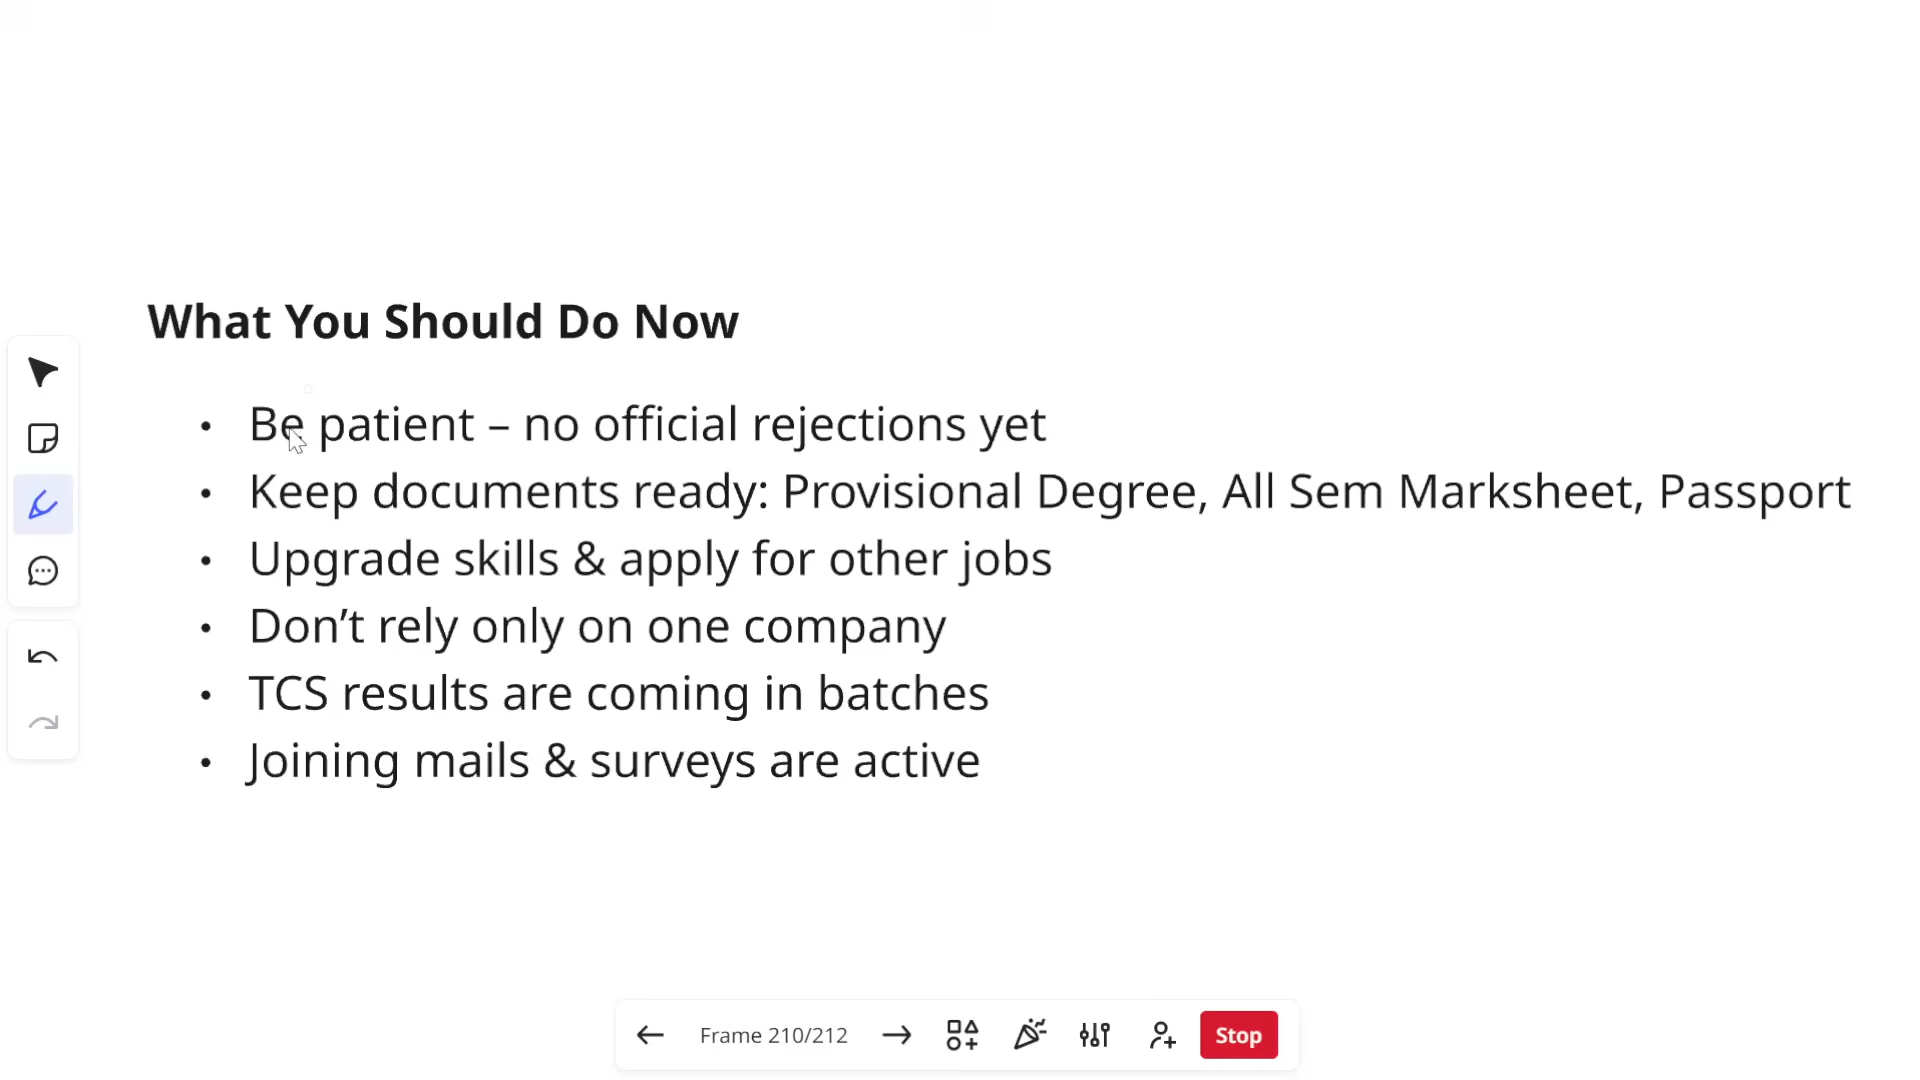 What You Should Do Now
• Be patient – no official rejections yet
• Keep documents ready: Provisional Degree, All Sem Marksheet, Passport
• Upgrade skills & apply for other jobs
• Don’t rely only on one company
• TCS results are coming in batches
• Joining mails & surveys are active
Frame 210/212
Stop